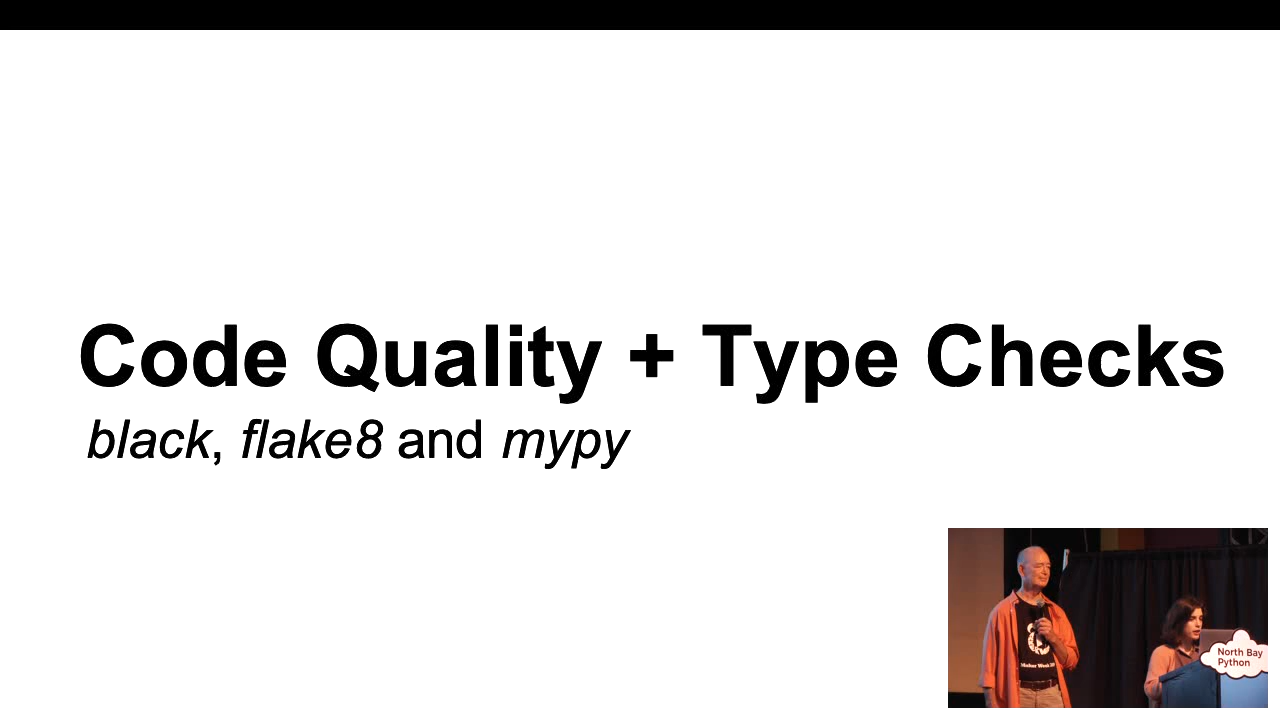 Code Quality + Type Checks
black, flake8 and mypy
North Bay
Python